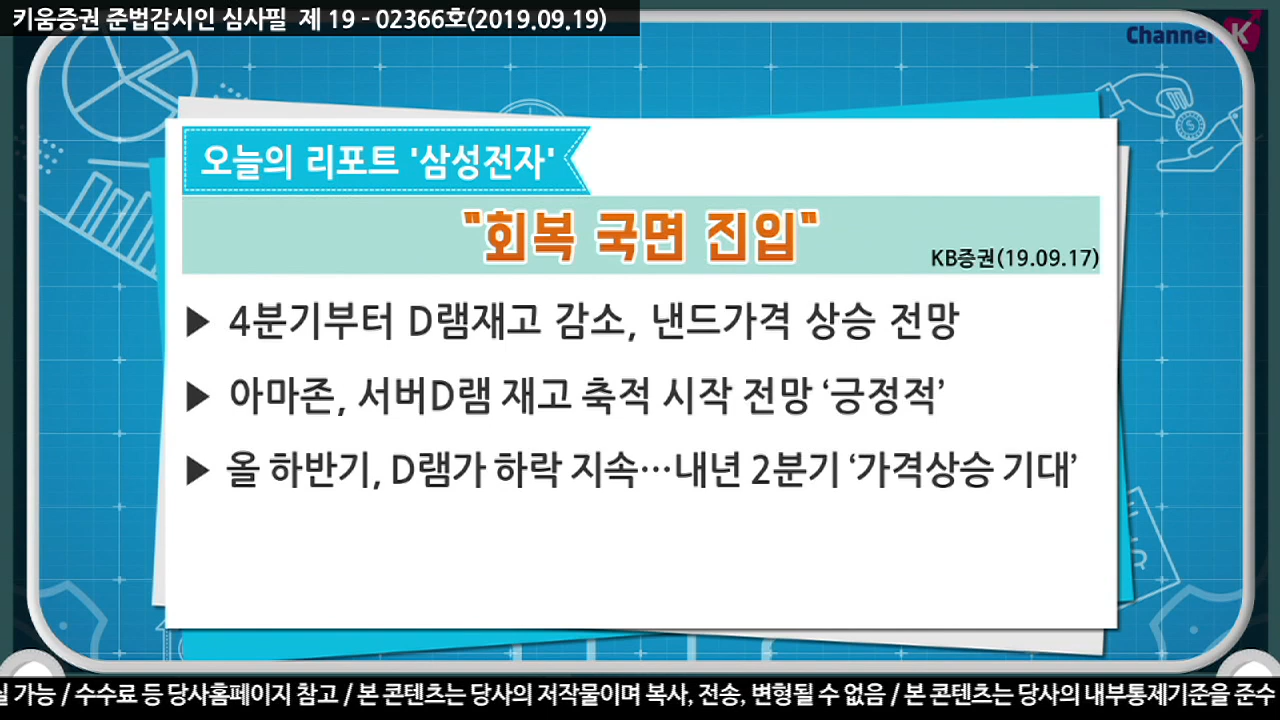 키움증권 준법감시인 심사필 제 19 - 02366호(2019.09.19)
Channel K
오늘의 리포트 '삼성전자'
"회복 국면 진입"
KB증권(19.09.17)
▶ 4분기부터 D램재고 감소, 낸드가격 상승 전망
▶ 아마존, 서버D램 재고 축적 시작 전망 ‘긍정적’
▶ 올 하반기, D램가 하락 지속…내년 2분기 ‘가격상승 기대’
가능 / 수수료 등 당사홈페이지 참고 / 본 콘텐츠는 당사의 저작물이며 복사, 전송, 변형될 수 없음 / 본 콘텐츠는 당사의 내부통제기준을 준수